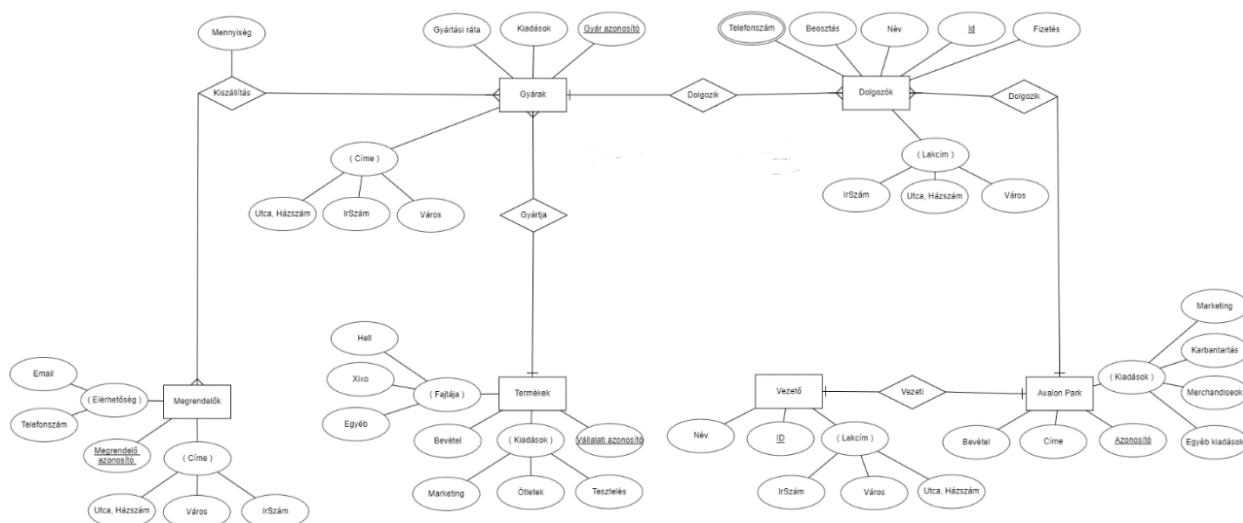 Mennyiség
Kiszállítás
Gyártási ráta
Kiadások
Gyár azonosító
Gyárak
( Címe )
Utca, Házszám
IrSzám
Város
Dolgozik
Telefonszám
Beosztás
Név
Id
Fizetés
Dolgozók
Dolgozik
( Lakcím )
IrSzám
Utca, Házszám
Város
Gyártja
Email
( Elérhetőség )
Telefonszám
Megrendelők
Megrendelő
azonosító
( Címe )
Utca, Házszám
Város
IrSzám
Hell
Xixo
( Fajtája )
Egyéb
Termékek
Bevétel
( Kiadások )
Vállalati azonosító
Marketing
Ötletek
Tesztelés
Vezető
Vezeti
Név
ID
( Lakcím )
IrSzám
Város
Utca, Házszám
Avalon Park
Marketing
Karbantartás
( Kiadások )
Merchandiseok
Egyéb kiadások
Bevétel
Címe
Azonosító